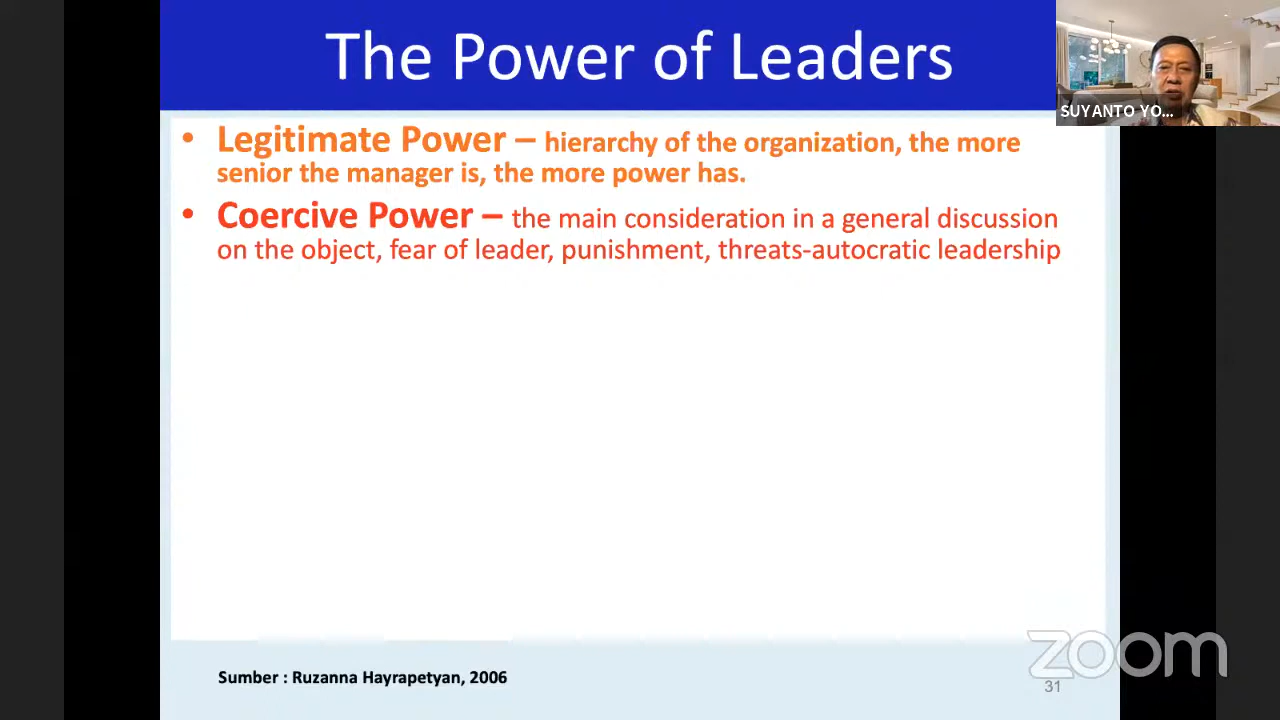 The Power of Leaders
SUYANTO YO...
• Legitimate Power – hierarchy of the organization, the more
senior the manager is, the more power has.
• Coercive Power – the main consideration in a general discussion
on the object, fear of leader, punishment, threats-autocratic leadership
zoom
Sumber : Ruzanna Hayrapetyan, 2006
31